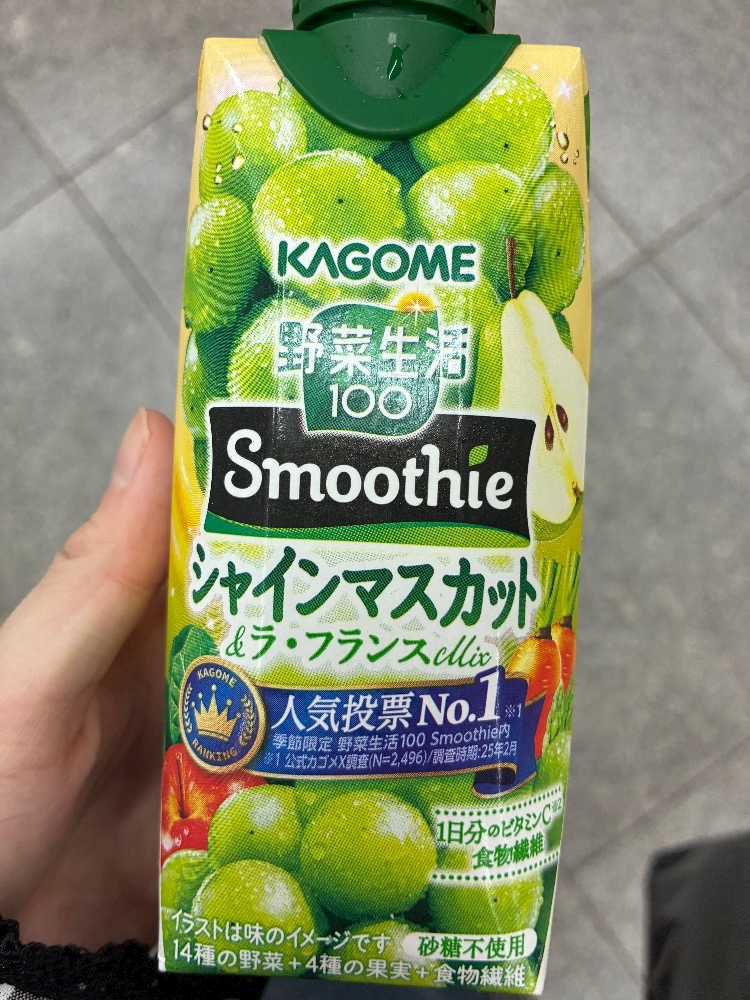 KAGOME
野菜生活
100
Smoothie
シャインマスカット
&ラ・フランスMix
KAGOME
RANKING
人気投票No.1※1
季節限定 野菜生活100 Smoothie内
※1 公式カゴメX調査(N=2,496)/調査時期:25年2月
1日分のビタミンC※2
食物繊維
イラストは味のイメージです
砂糖不使用
14種の野菜+4種の果実+食物繊維